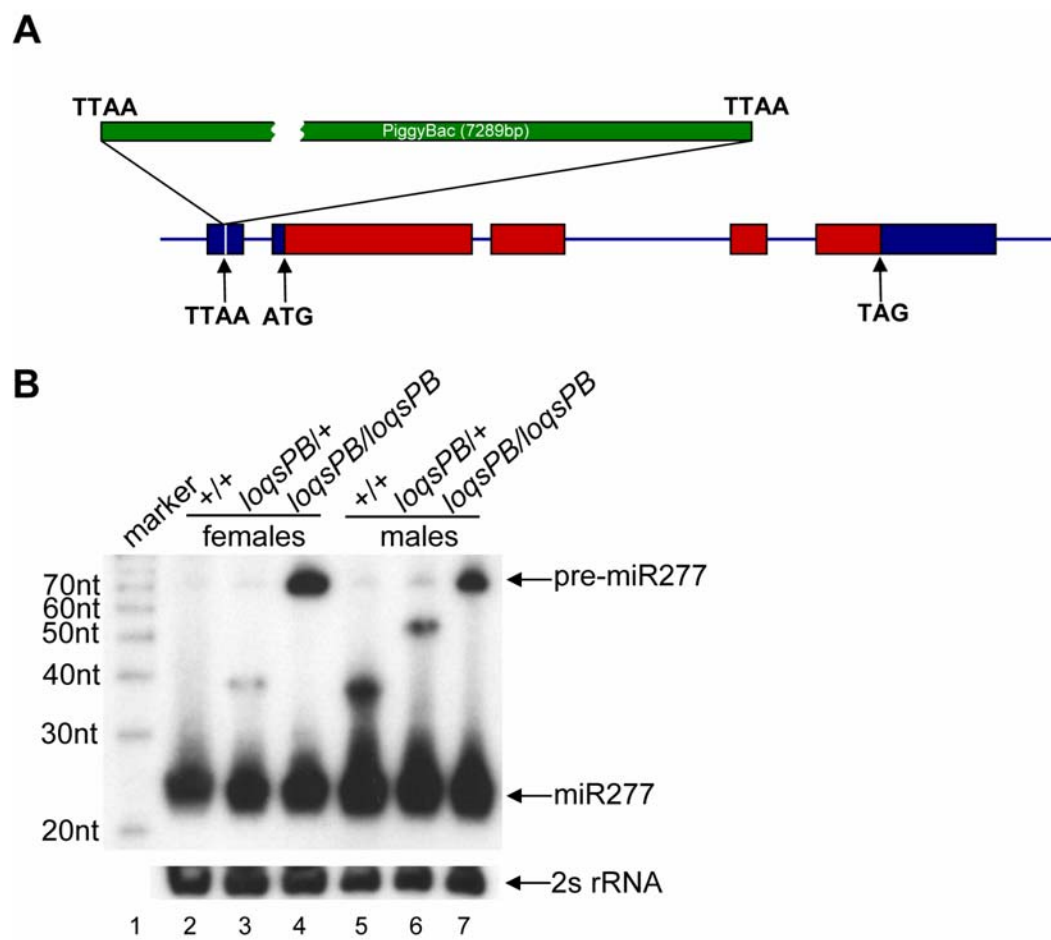 A
TTAA TTAA
PiggyBac (7289bp)
TTAA ATG TAG
B
marker +/+ loqsPB/+ loqsPB/loqsPB +/+ loqsPB/+ loqsPB/loqsPB
females males
70nt pre-miR277
60nt
50nt
40nt
30nt
miR277
20nt
2s rRNA
1 2 3 4 5 6 7